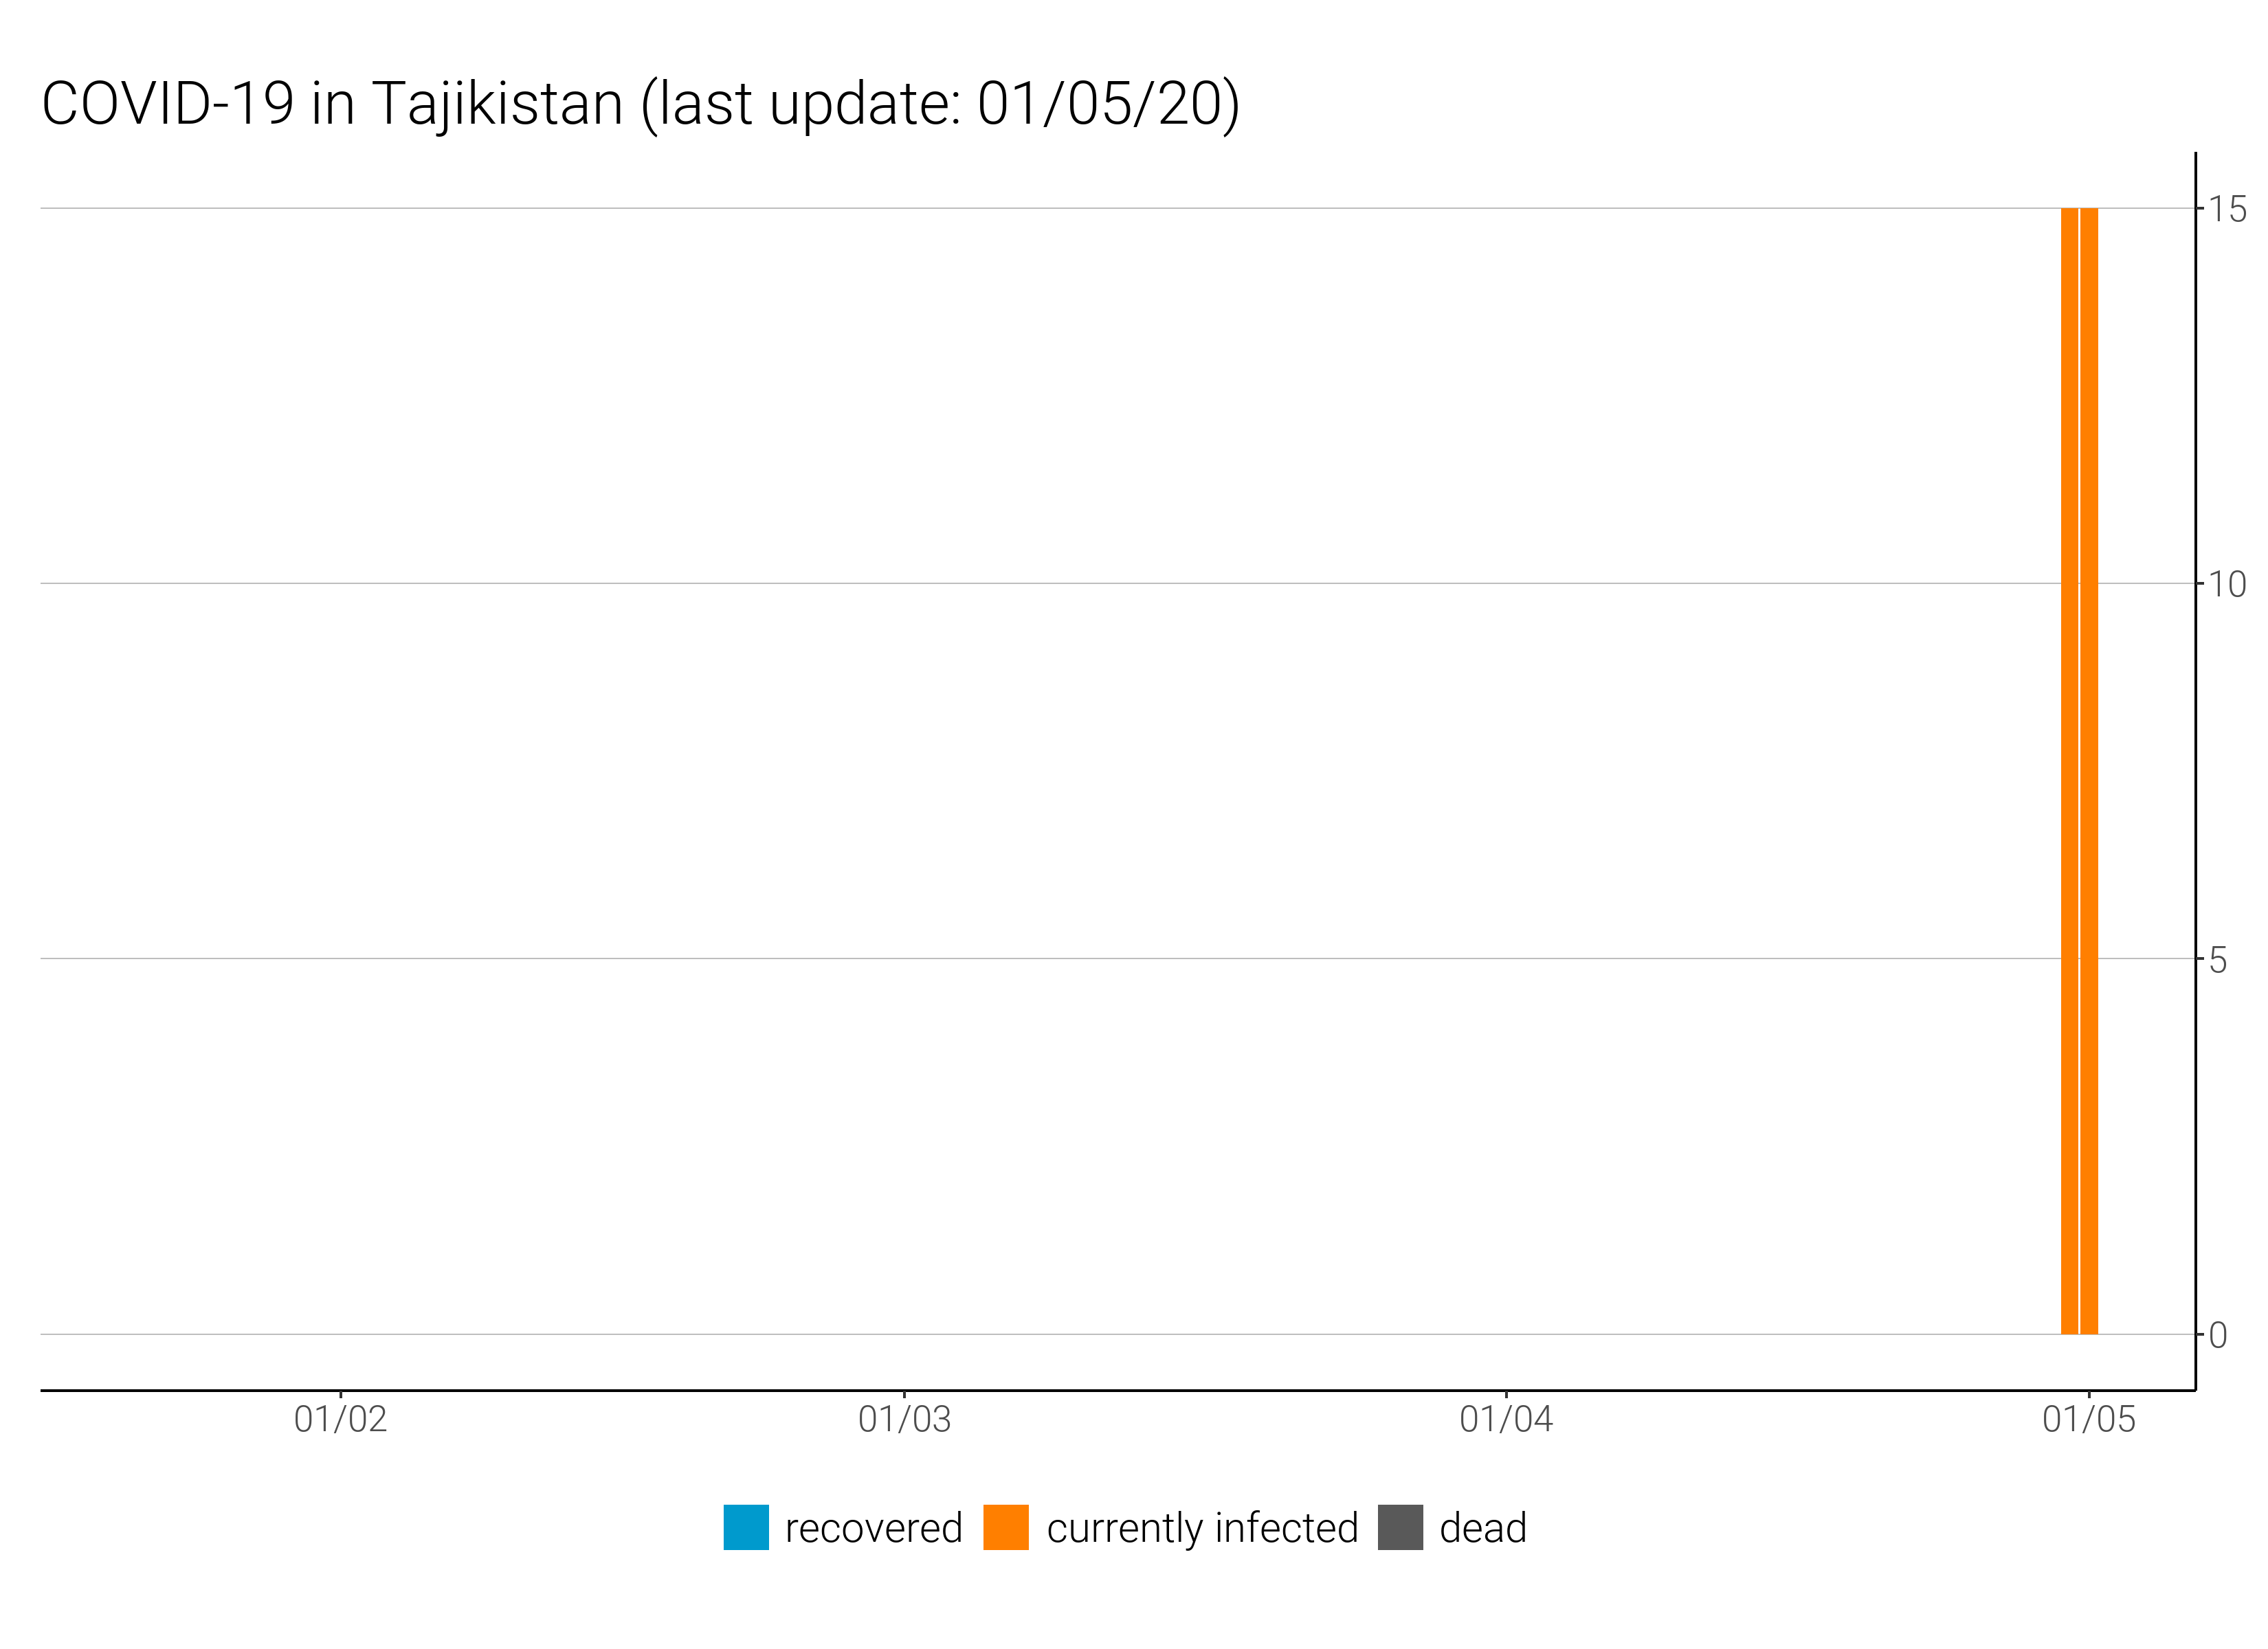 COVID-19 in Tajikistan (last update: 01/05/20)
15
10
5
0
01/02 01/03 01/04 01/05
recovered currently infected dead